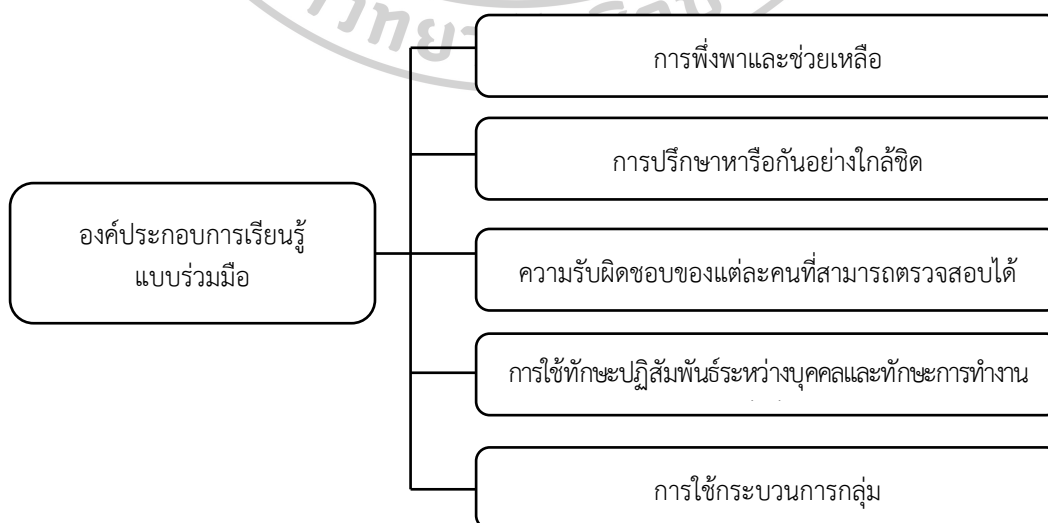 การพึ่งพาและช่วยเหลือ
การปรึกษาหารือกันอย่างใกล้ชิด
องค์ประกอบการเรียนรู้
แบบร่วมมือ
ความรับผิดชอบของแต่ละคนที่สามารถตรวจสอบได้
การใช้ทักษะปฏิสัมพันธ์ระหว่างบุคคลและทักษะการทำงาน
การใช้กระบวนการกลุ่ม